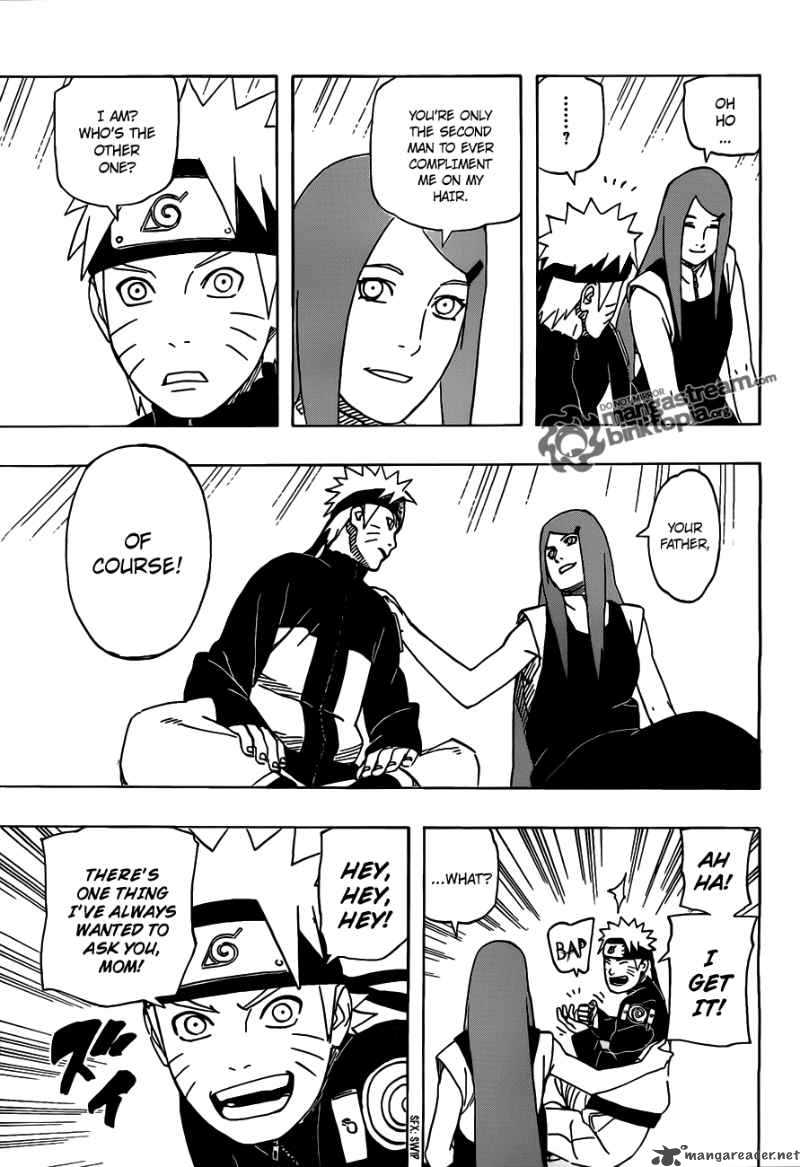 OH
HO
...
......
?
YOU'RE ONLY
THE SECOND
MAN TO EVER
COMPLIMENT
ME ON MY
HAIR.
I AM?
WHO'S THE
OTHER
ONE?
DO NOT MIRROR
mangastream.com
binktopia.org
YOUR
FATHER,
OF
COURSE!
AH
HA!
I
GET
IT!
BAP
...WHAT?
HEY,
HEY,
HEY!
THERE'S
ONE THING
I'VE ALWAYS
WANTED TO
ASK YOU,
MOM!
ズイ
SFX: SWIP
mangareader.net